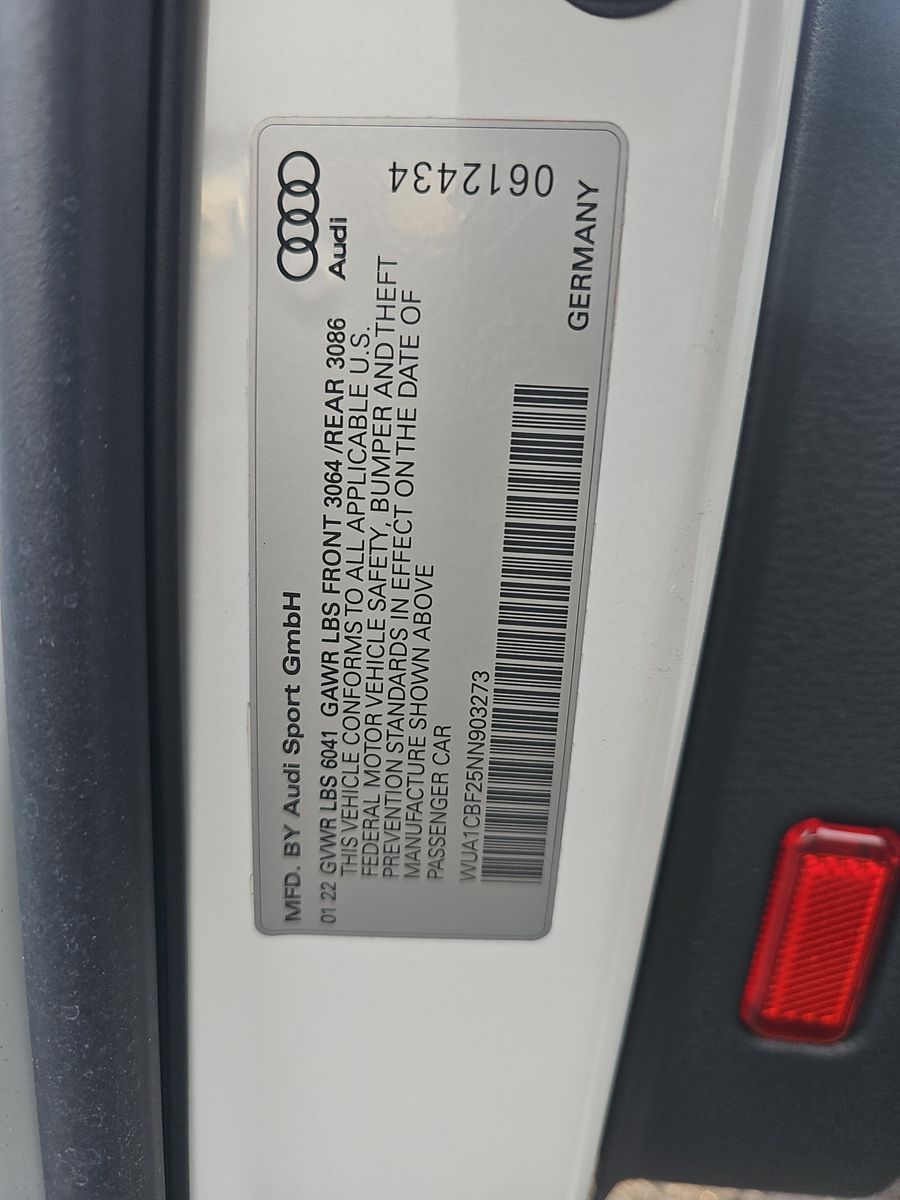 MFD. BY Audi Sport GmbH
01 22 GVWR LBS 6041 GAWR LBS FRONT 3064 /REAR 3086
THIS VEHICLE CONFORMS TO ALL APPLICABLE U.S.
FEDERAL MOTOR VEHICLE SAFETY, BUMPER AND THEFT
PREVENTION STANDARDS IN EFFECT ON THE DATE OF
MANUFACTURE SHOWN ABOVE
PASSENGER CAR
WUA1CBF25NN903273
Audi
0612434
GERMANY